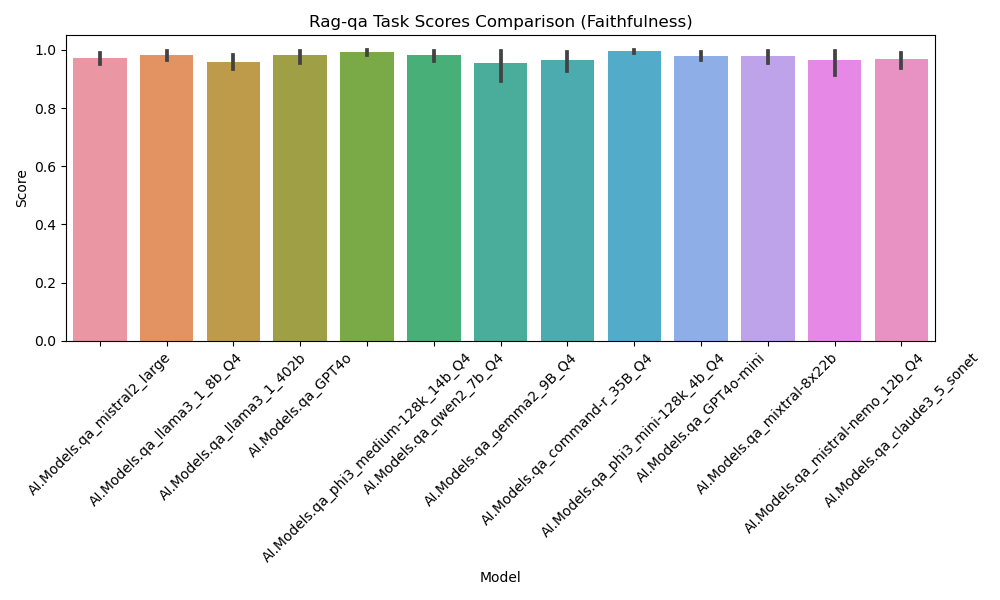 Rag-qa Task Scores Comparison (Faithfulness)
Score
1.0
0.8
0.6
0.4
0.2
0.0
AI.Models.qa_mistral2_large
AI.Models.qa_llama3_1_8b_Q4
AI.Models.qa_llama3_1_402b
AI.Models.qa_GPT4o
AI.Models.qa_phi3_medium-128k_14b_Q4
AI.Models.qa_qwen2_7b_Q4
AI.Models.qa_gemma2_9B_Q4
AI.Models.qa_command-r_35B_Q4
AI.Models.qa_phi3_mini-128k_4b_Q4
AI.Models.qa_GPT4o-mini
AI.Models.qa_mixtral-8x22b
AI.Models.qa_mistral-nemo_12b_Q4
AI.Models.qa_claude3_5_sonet
Model